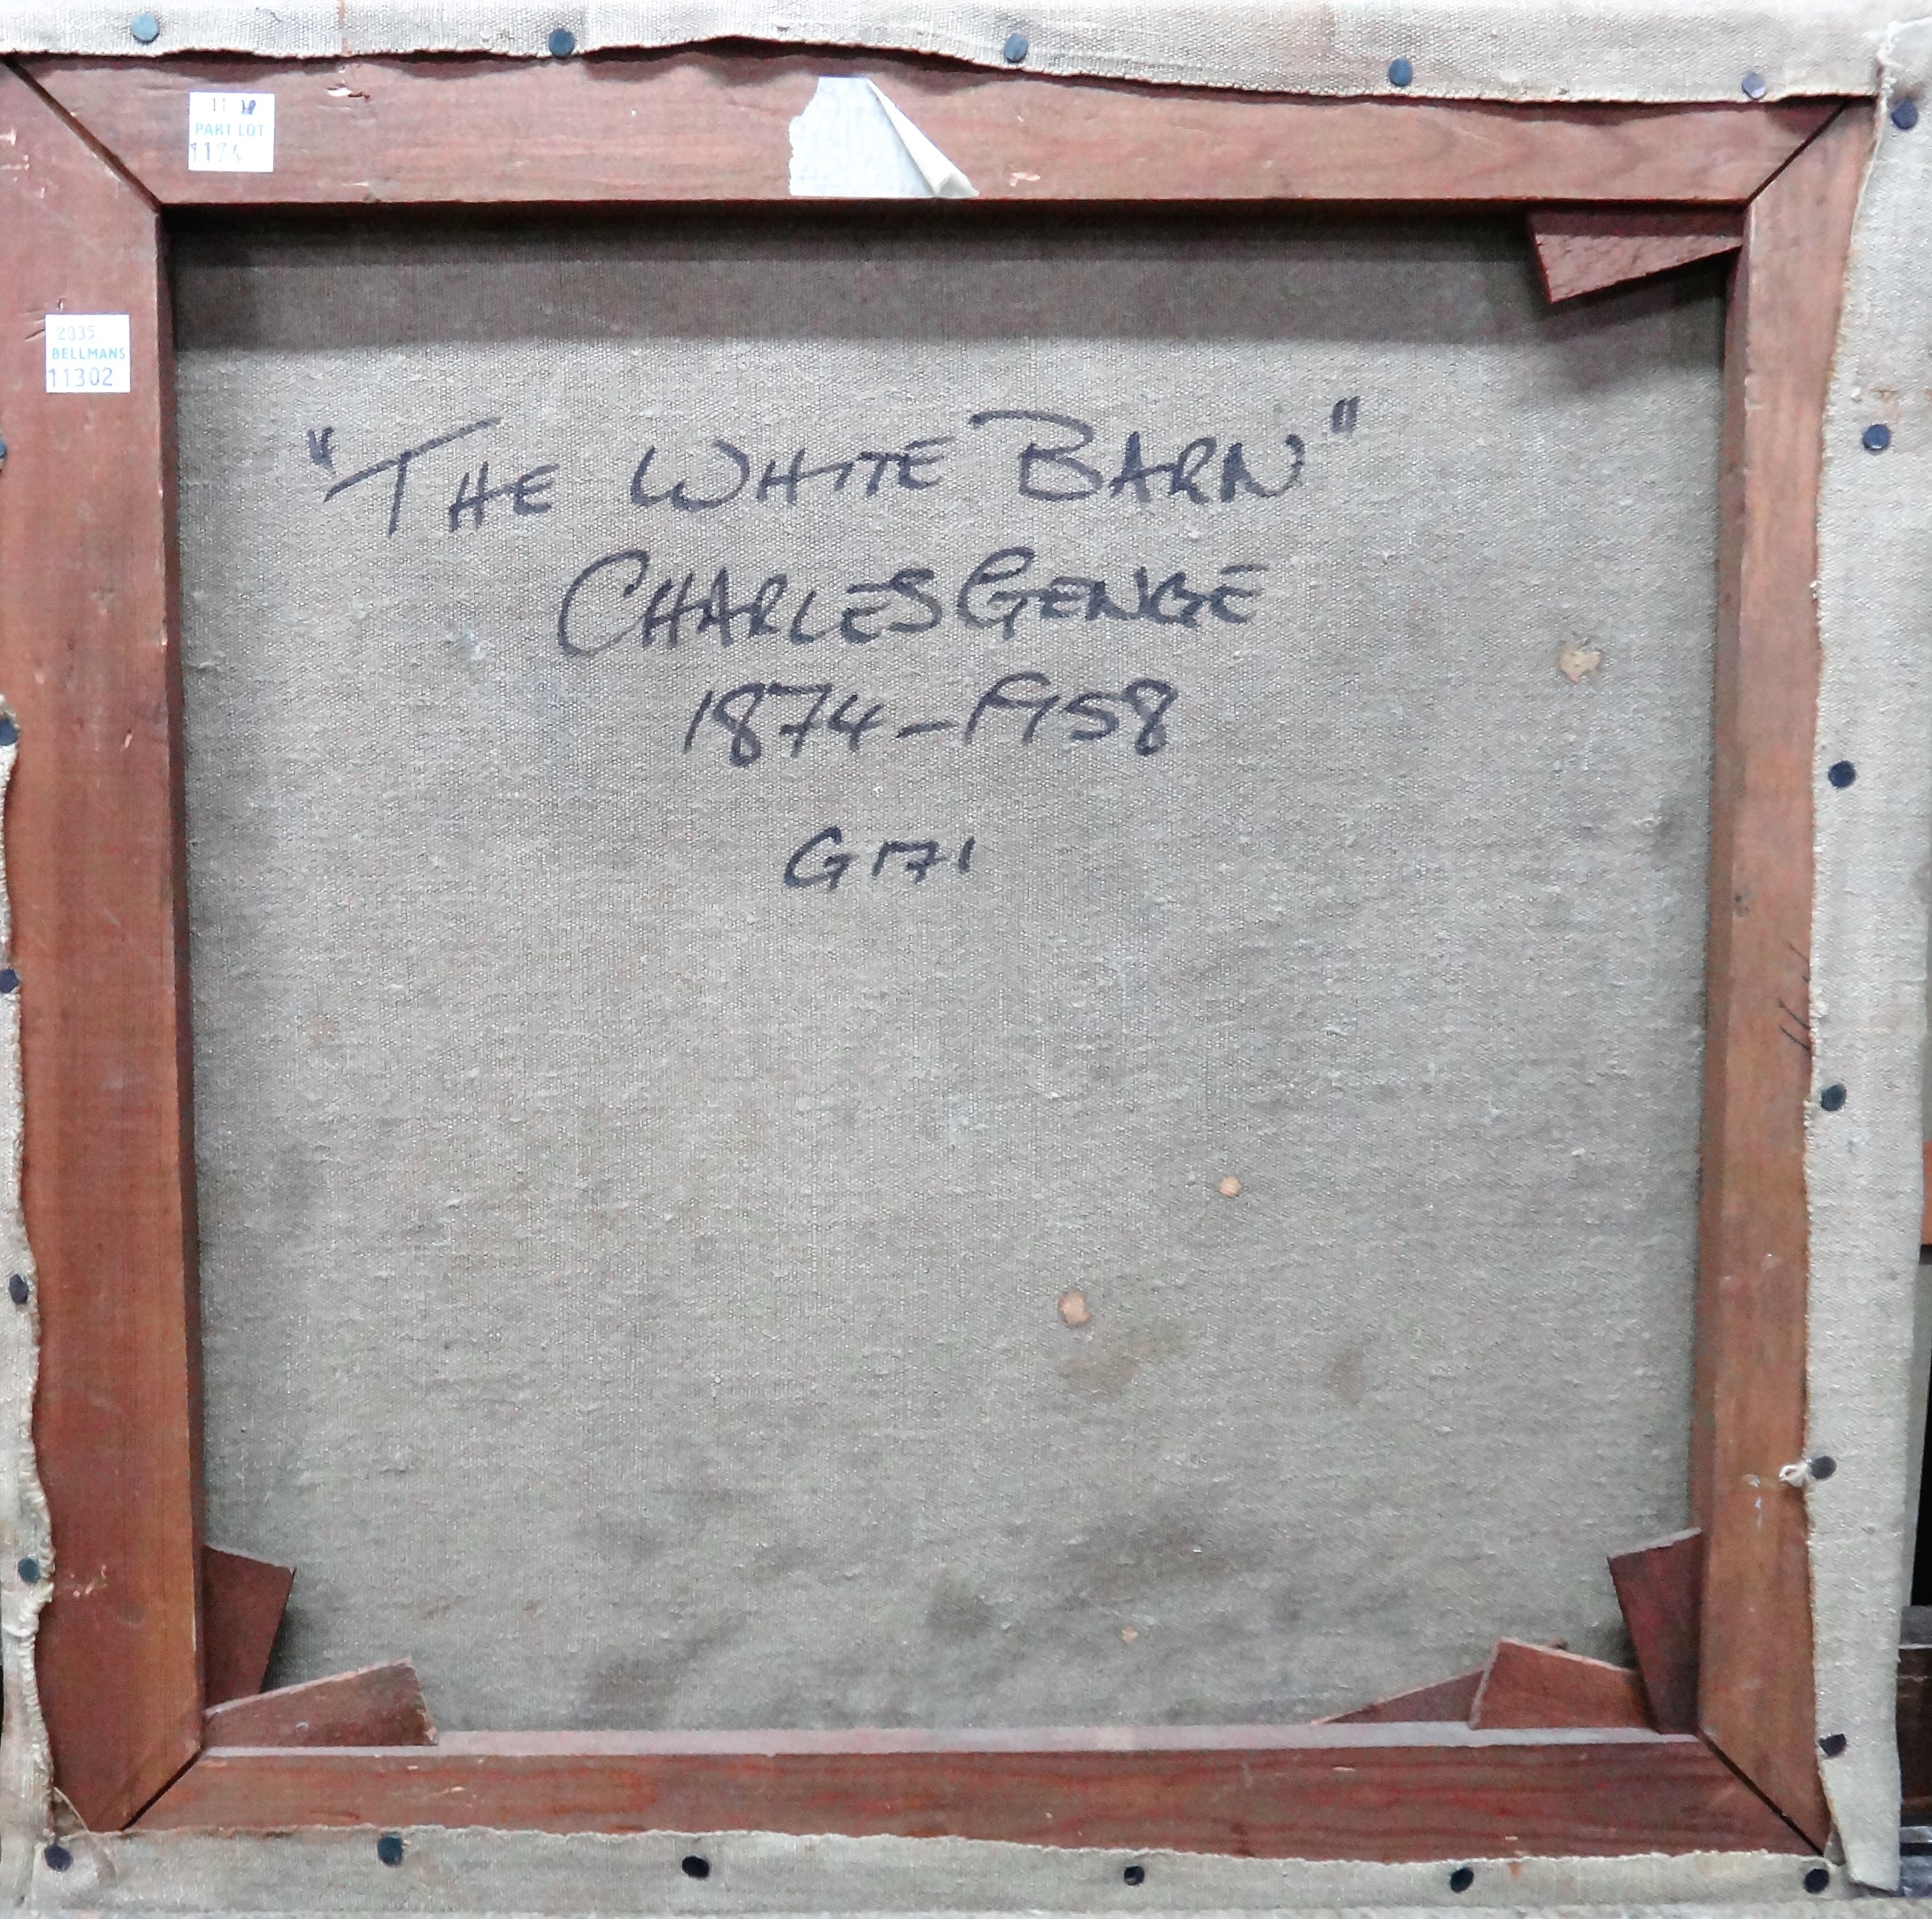 PART LOT
2035
BELLMANS
11302
"THE WHITE BARN"
CHARLES GENGE
1874-1958
G171